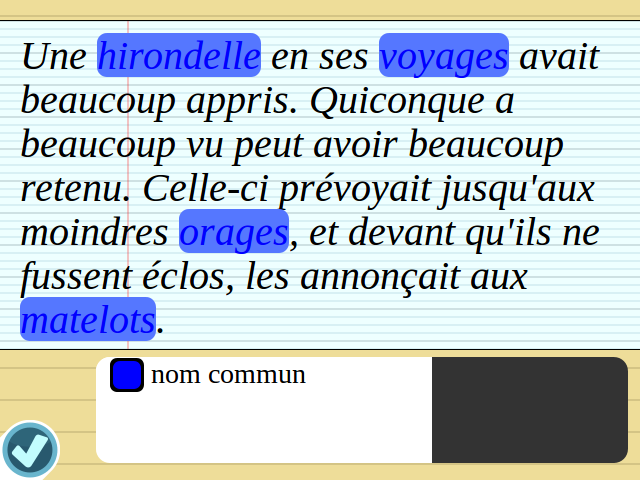 Une hirondelle en ses voyages avait
beaucoup appris. Quiconque a
beaucoup vu peut avoir beaucoup
retenu. Celle-ci prévoyait jusqu'aux
moindres orages, et devant qu'ils ne
fussent éclos, les annonçait aux
matelots.
nom commun